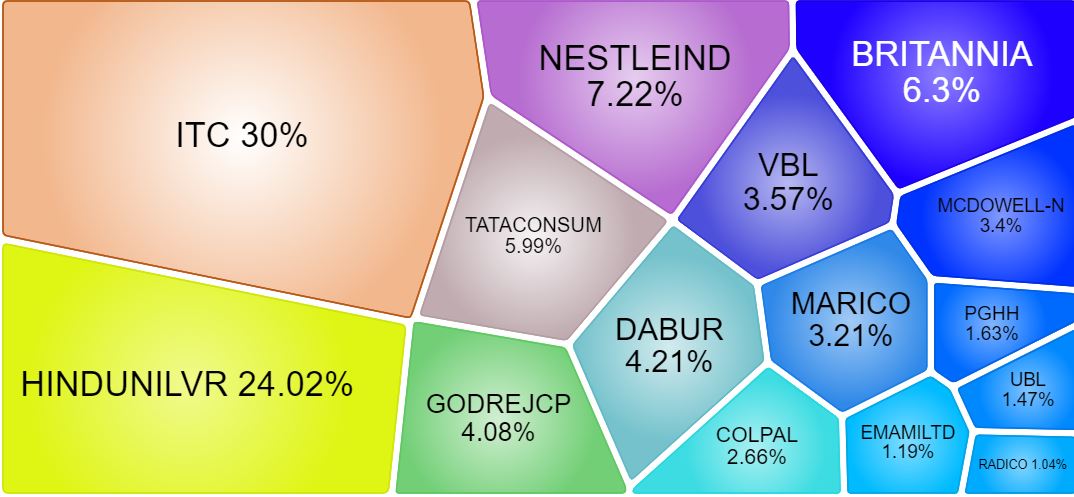 ITC 30%
NESTLEIND
7.22%
BRITANNIA
6.3%
TATACONSUM
5.99%
VBL
3.57%
MCDOWELL-N
3.4%
HINDUNILVR 24.02%
GODREJCP
4.08%
DABUR
4.21%
MARICO
3.21%
PGHH
1.63%
UBL
1.47%
COLPAL
2.66%
EMAMILTD
1.19%
RADICO 1.04%